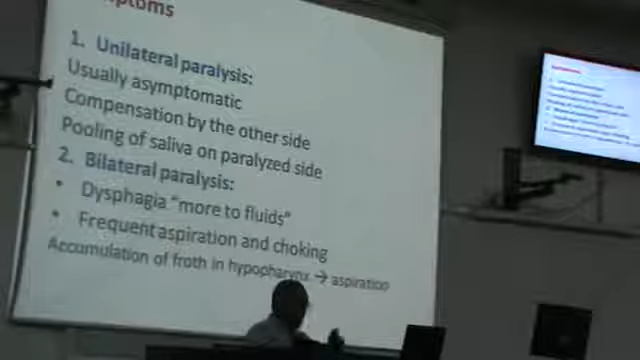 mptoms
1. Unilateral paralysis:
Usually asymptomatic
Compensation by the other side
Pooling of saliva on paralyzed side
2. Bilateral paralysis:
• Dysphagia "more to fluids"
• Frequent aspiration and choking
Accumulation of froth in hypopharynx → aspiration